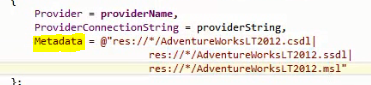 {
Provider = providerName,
ProviderConnectionString = providerString,
Metadata = @"res://*/AdventureWorksLT2012.csdl|
res://*/AdventureWorksLT2012.ssdl|
res://*/AdventureWorksLT2012.msl"
};